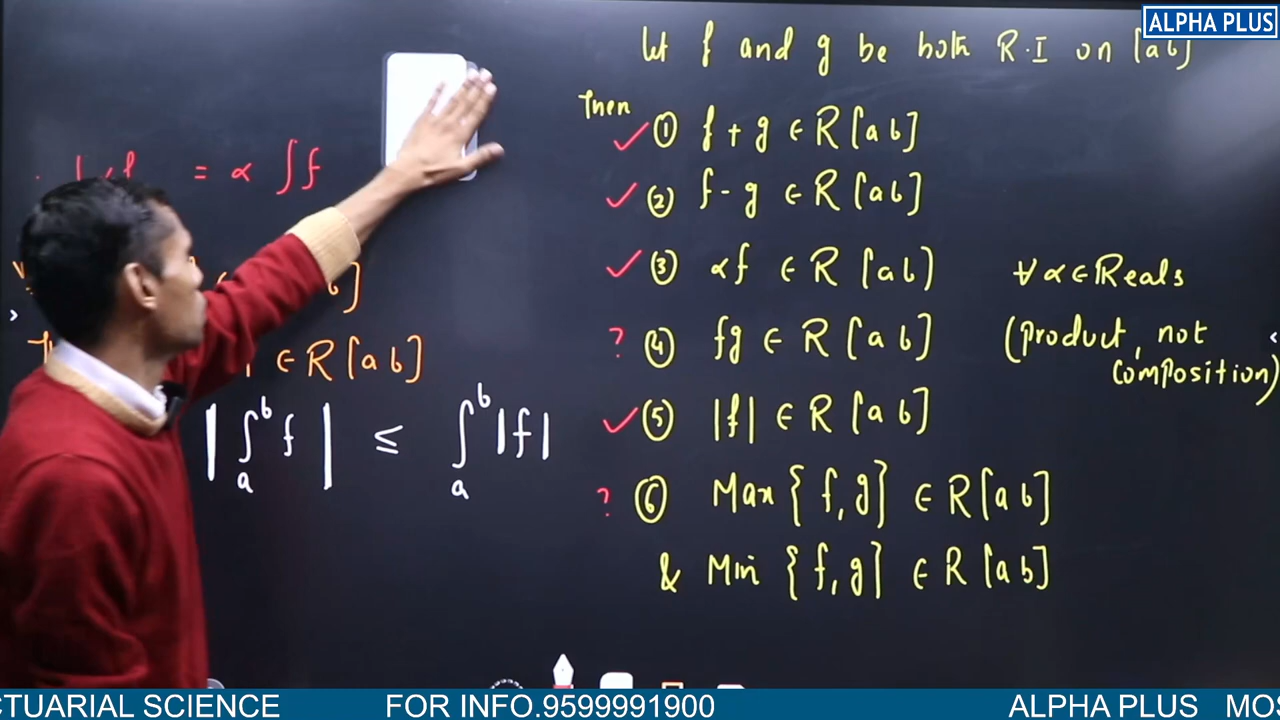 ALPHA PLUS
Let f and g be both R.I on [a b]
Then
① f + g ∈ R [a b]
② f - g ∈ R [a b]
③ αf ∈ R [a b] ∀ α ∈ Reals
? ④ fg ∈ R [a b] (product, not
composition)
⑤ |f| ∈ R [a b]
? ⑥ Max { f, g } ∈ R [a b]
& Min { f, g } ∈ R [a b]
= α ∫ f
∈ R [a b]
| ∫ₐᵇ f | ≤ ∫ₐᵇ |f|
CTUARIAL SCIENCE FOR INFO.9599991900 ALPHA PLUS MOS